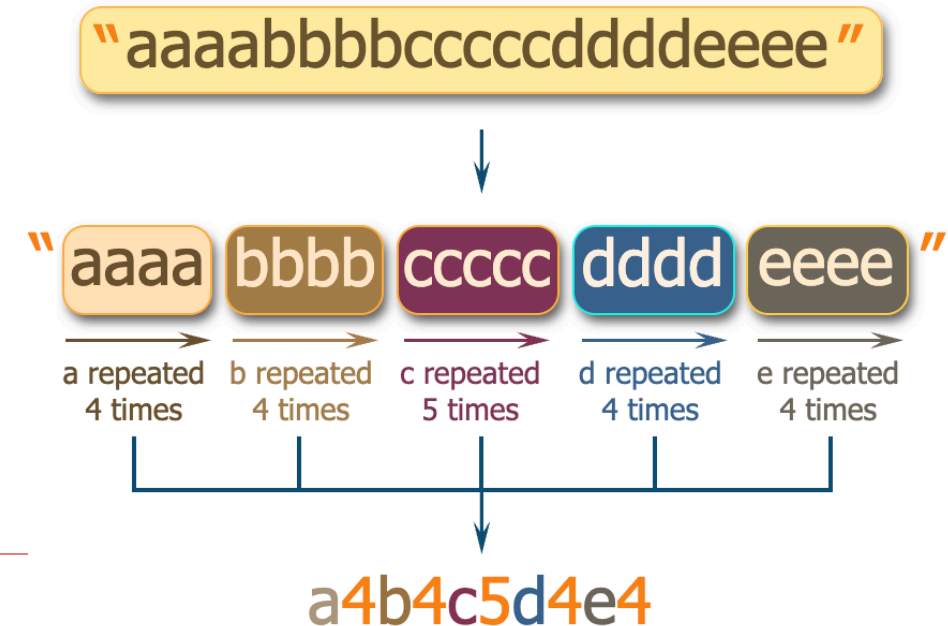 “aaaabbbbcccccddddeeee”
“aaaa bbbb ccccc dddd eeee”
a repeated 4 times
b repeated 4 times
c repeated 5 times
d repeated 4 times
e repeated 4 times
a4b4c5d4e4